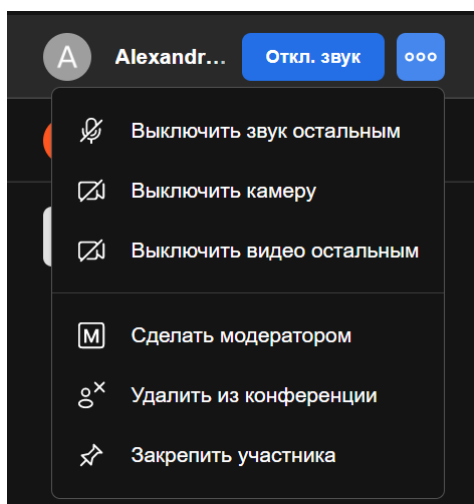 A
Alexandr...
Откл. звук
Выключить звук остальным
Выключить камеру
Выключить видео остальным
M
Сделать модератором
Удалить из конференции
Закрепить участника